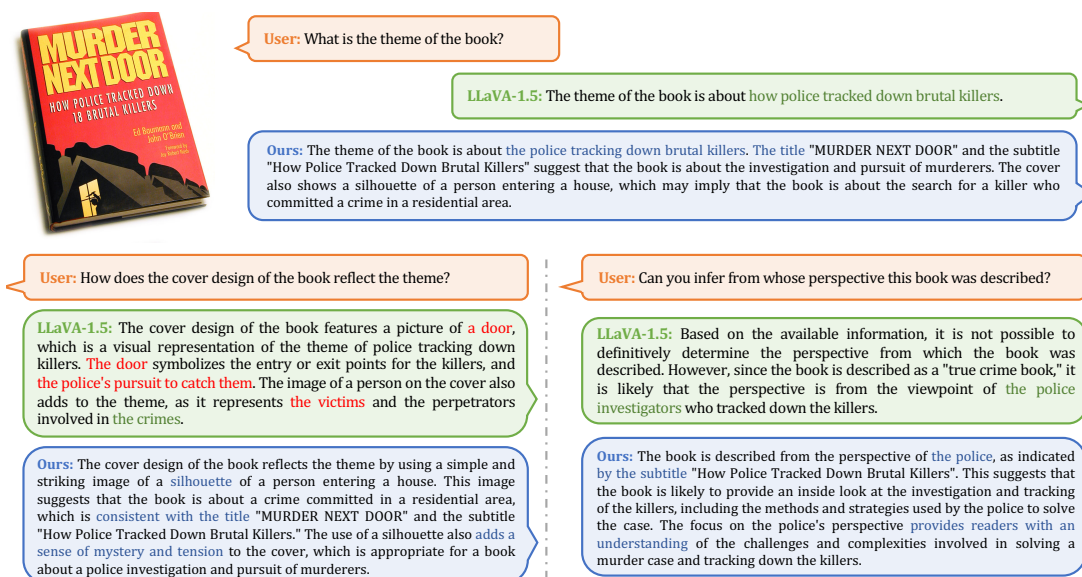 MURDER
NEXT DOOR
HOW POLICE TRACKED DOWN
18 BRUTAL KILLERS
Ed Baumann and
John O'Brien
User: What is the theme of the book?
LLaVA-1.5: The theme of the book is about how police tracked down brutal killers.
Ours: The theme of the book is about the police tracking down brutal killers. The title "MURDER NEXT DOOR" and the subtitle
"How Police Tracked Down Brutal Killers" suggest that the book is about the investigation and pursuit of murderers. The cover
also shows a silhouette of a person entering a house, which may imply that the book is about the search for a killer who
committed a crime in a residential area.
User: How does the cover design of the book reflect the theme?
LLaVA-1.5: The cover design of the book features a picture of a door,
which is a visual representation of the theme of police tracking down
killers. The door symbolizes the entry or exit points for the killers, and
the police's pursuit to catch them. The image of a person on the cover also
adds to the theme, as it represents the victims and the perpetrators
involved in the crimes.
Ours: The cover design of the book reflects the theme by using a simple and
striking image of a silhouette of a person entering a house. This image
suggests that the book is about a crime committed in a residential area,
which is consistent with the title "MURDER NEXT DOOR" and the subtitle
"How Police Tracked Down Brutal Killers." The use of a silhouette also adds a
sense of mystery and tension to the cover, which is appropriate for a book
about a police investigation and pursuit of murderers.
User: Can you infer from whose perspective this book was described?
LLaVA-1.5: Based on the available information, it is not possible to
definitively determine the perspective from which the book was
described. However, since the book is described as a "true crime book," it
is likely that the perspective is from the viewpoint of the police
investigators who tracked down the killers.
Ours: The book is described from the perspective of the police, as indicated
by the subtitle "How Police Tracked Down Brutal Killers". This suggests that
the book is likely to provide an inside look at the investigation and tracking
of the killers, including the methods and strategies used by the police to solve
the case. The focus on the police's perspective provides readers with an
understanding of the challenges and complexities involved in solving a
murder case and tracking down the killers.